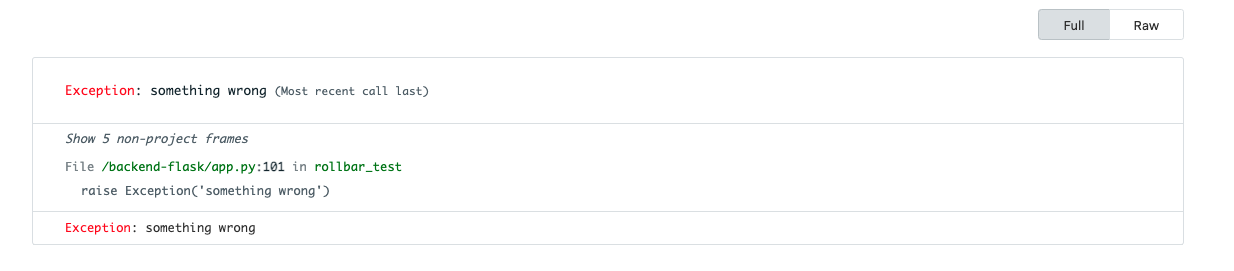 Full Raw
Exception: something wrong (Most recent call last)
Show 5 non-project frames
File /backend-flask/app.py:101 in rollbar_test
raise Exception('something wrong')
Exception: something wrong